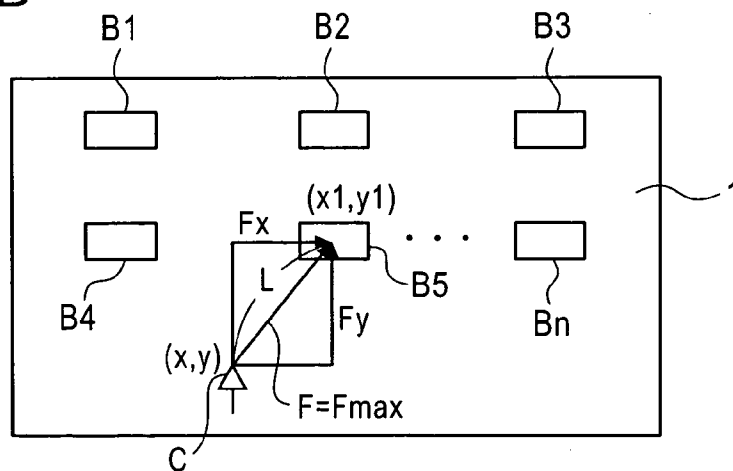 B1 B2 B3
(x1,y1)
Fx
L
B4
B5
Fy
Bn
(x,y)
F=Fmax
C